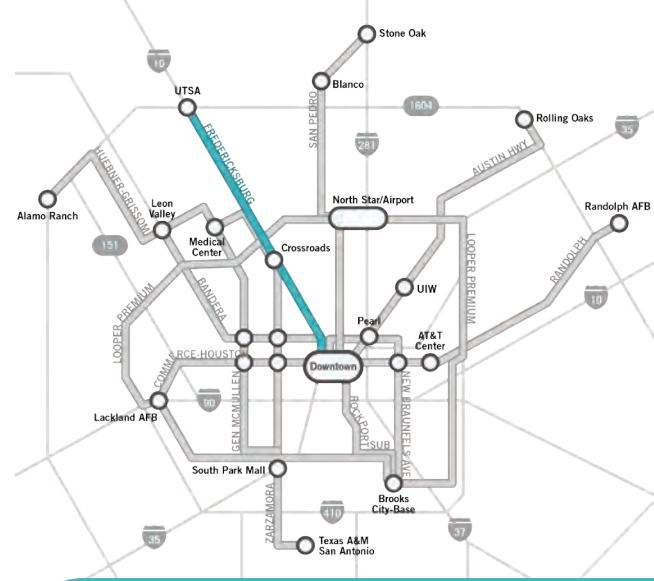 Stone Oak
10
Blanco
UTSA
1604
Rolling Oaks
SAN PEDRO
FREDERICKSBURG
35
281
AUSTIN HWY
HUEBNER-GRISSOM
Leon
Valley
North Star/Airport
Randolph AFB
Alamo Ranch
Medical
Center
151
Crossroads
LOOPER PREMIUM
RANDOLPH
UIW
10
LOOPER PREMIUM
BANDERA
Pearl
AT&T
Center
COMMERCE-HOUSTON
Downtown
Lackland AFB
90
GEN MCMULLEN
ROCKPORT
SUB
NEW BRAUNFELS AVE
South Park Mall
Brooks
City-Base
ZARZAMORA
410
35
37
Texas A&M
San Antonio